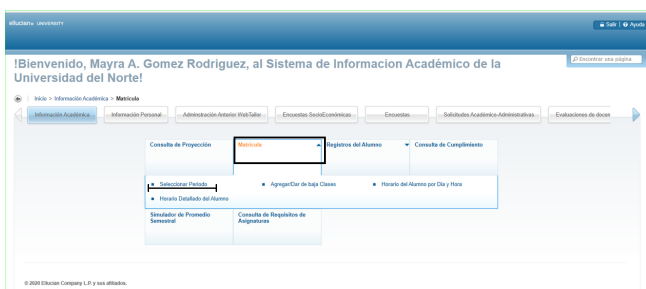 ellucian UNIVERSITY
Salir | Ayuda
!Bienvenido, Mayra A. Gomez Rodriguez, al Sistema de Informacion Académico de la
Universidad del Norte!
Encontrar una página
Inicio > Información Académica > Matrícula
Información Académica
Información Personal
Adminstración Anterior WebTailor
Encuestas SocioEconómicas
Encuestas
Solicitudes Académico-Administrativas
Evaluaciones de docen
Consulta de Proyección
Matrícula
Registros del Alumno
Consulta de Cumplimiento
Seleccionar Periodo
Agregar/Dar de baja Clases
Horario del Alumno por Día y Hora
Horario Detallado del Alumno
Simulador de Promedio
Semestral
Consulta de Requisitos de
Asignaturas
© 2020 Ellucian Company L.P. y sus afiliados.